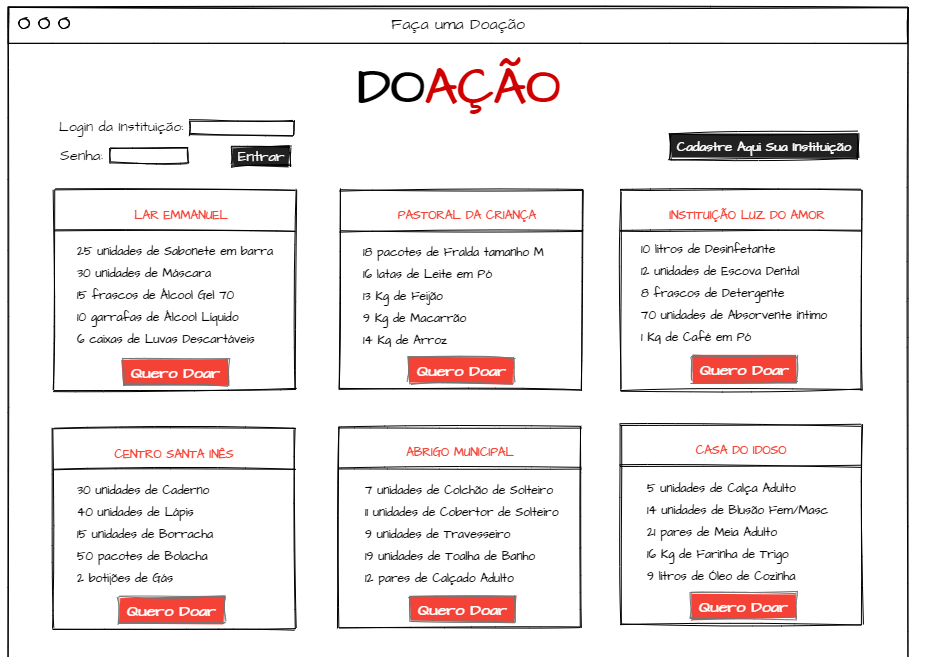 Faça uma Doação
DOAÇÃO
Login da Instituição:
Senha:
Entrar
Cadastre Aqui Sua Instituição
LAR EMMANUEL
25 unidades de Sabonete em barra
30 unidades de Máscara
15 frascos de Álcool Gel 70
10 garrafas de Álcool Líquido
6 caixas de Luvas Descartáveis
Quero Doar
PASTORAL DA CRIANÇA
18 pacotes de Fralda tamanho M
16 latas de Leite em Pó
13 Kg de Feijão
9 Kg de Macarrão
14 Kg de Arroz
Quero Doar
INSTITUIÇÃO LUZ DO AMOR
10 litros de Desinfetante
12 unidades de Escova Dental
8 frascos de Detergente
70 unidades de Absorvente íntimo
1 Kg de Café em Pó
Quero Doar
CENTRO SANTA INÊS
30 unidades de Caderno
40 unidades de Lápis
15 unidades de Borracha
50 pacotes de Bolacha
2 botijões de Gás
Quero Doar
ABRIGO MUNICIPAL
7 unidades de Colchão de Solteiro
11 unidades de Cobertor de Solteiro
9 unidades de Travesseiro
19 unidades de Toalha de Banho
12 pares de Calçado Adulto
Quero Doar
CASA DO IDOSO
5 unidades de Calça Adulto
14 unidades de Blusão Fem/Masc
21 pares de Meia Adulto
16 Kg de Farinha de Trigo
9 litros de Óleo de Cozinha
Quero Doar